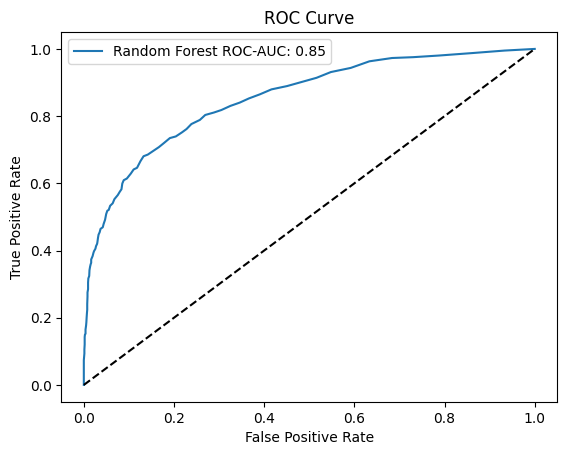 ROC Curve
Random Forest ROC-AUC: 0.85
1.0
0.8
0.6
0.4
0.2
0.0
True Positive Rate
0.0 0.2 0.4 0.6 0.8 1.0
False Positive Rate